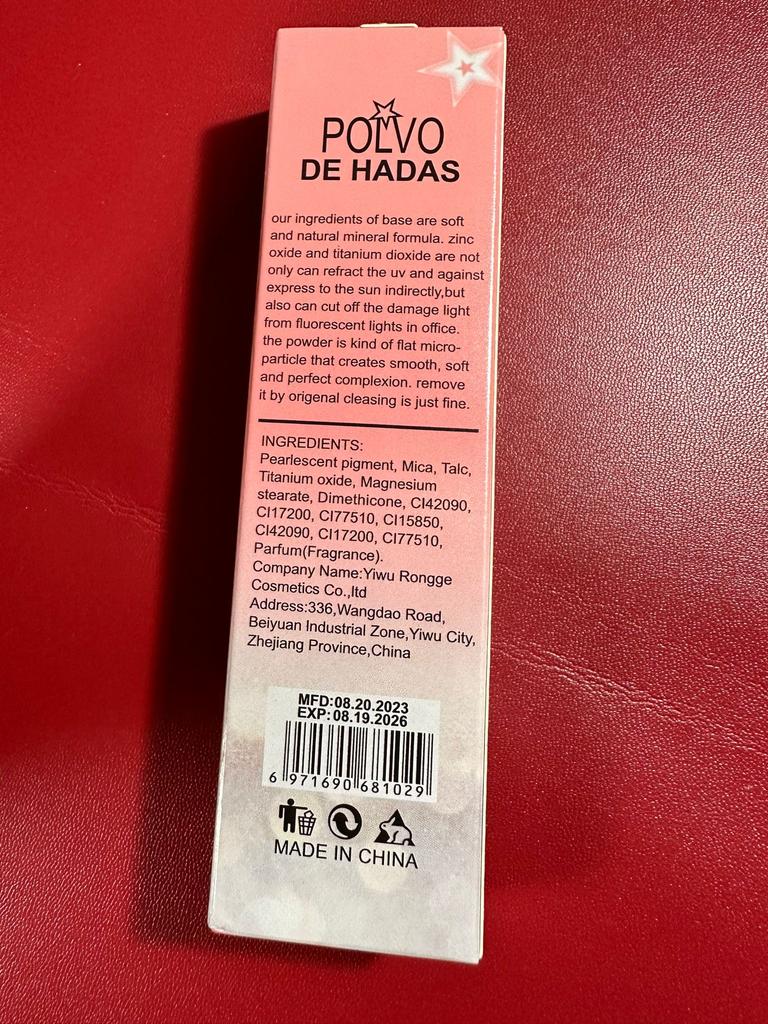 POLVO
DE HADAS
our ingredients of base are soft
and natural mineral formula. zinc
oxide and titanium dioxide are not
only can refract the uv and against
express to the sun indirectly,but
also can cut off the damage light
from fluorescent lights in office.
the powder is kind of flat micro-
particle that creates smooth, soft
and perfect complexion. remove
it by origenal cleasing is just fine.
INGREDIENTS:
Pearlescent pigment, Mica, Talc,
Titanium oxide, Magnesium
stearate, Dimethicone, CI42090,
CI17200, CI77510, CI15850,
CI42090, CI17200, CI77510,
Parfum(Fragrance).
Company Name:Yiwu Rongge
Cosmetics Co.,ltd
Address:336,Wangdao Road,
Beiyuan Industrial Zone,Yiwu City,
Zhejiang Province,China
MFD:08.20.2023
EXP:08.19.2026
6 971690 681029
MADE IN CHINA